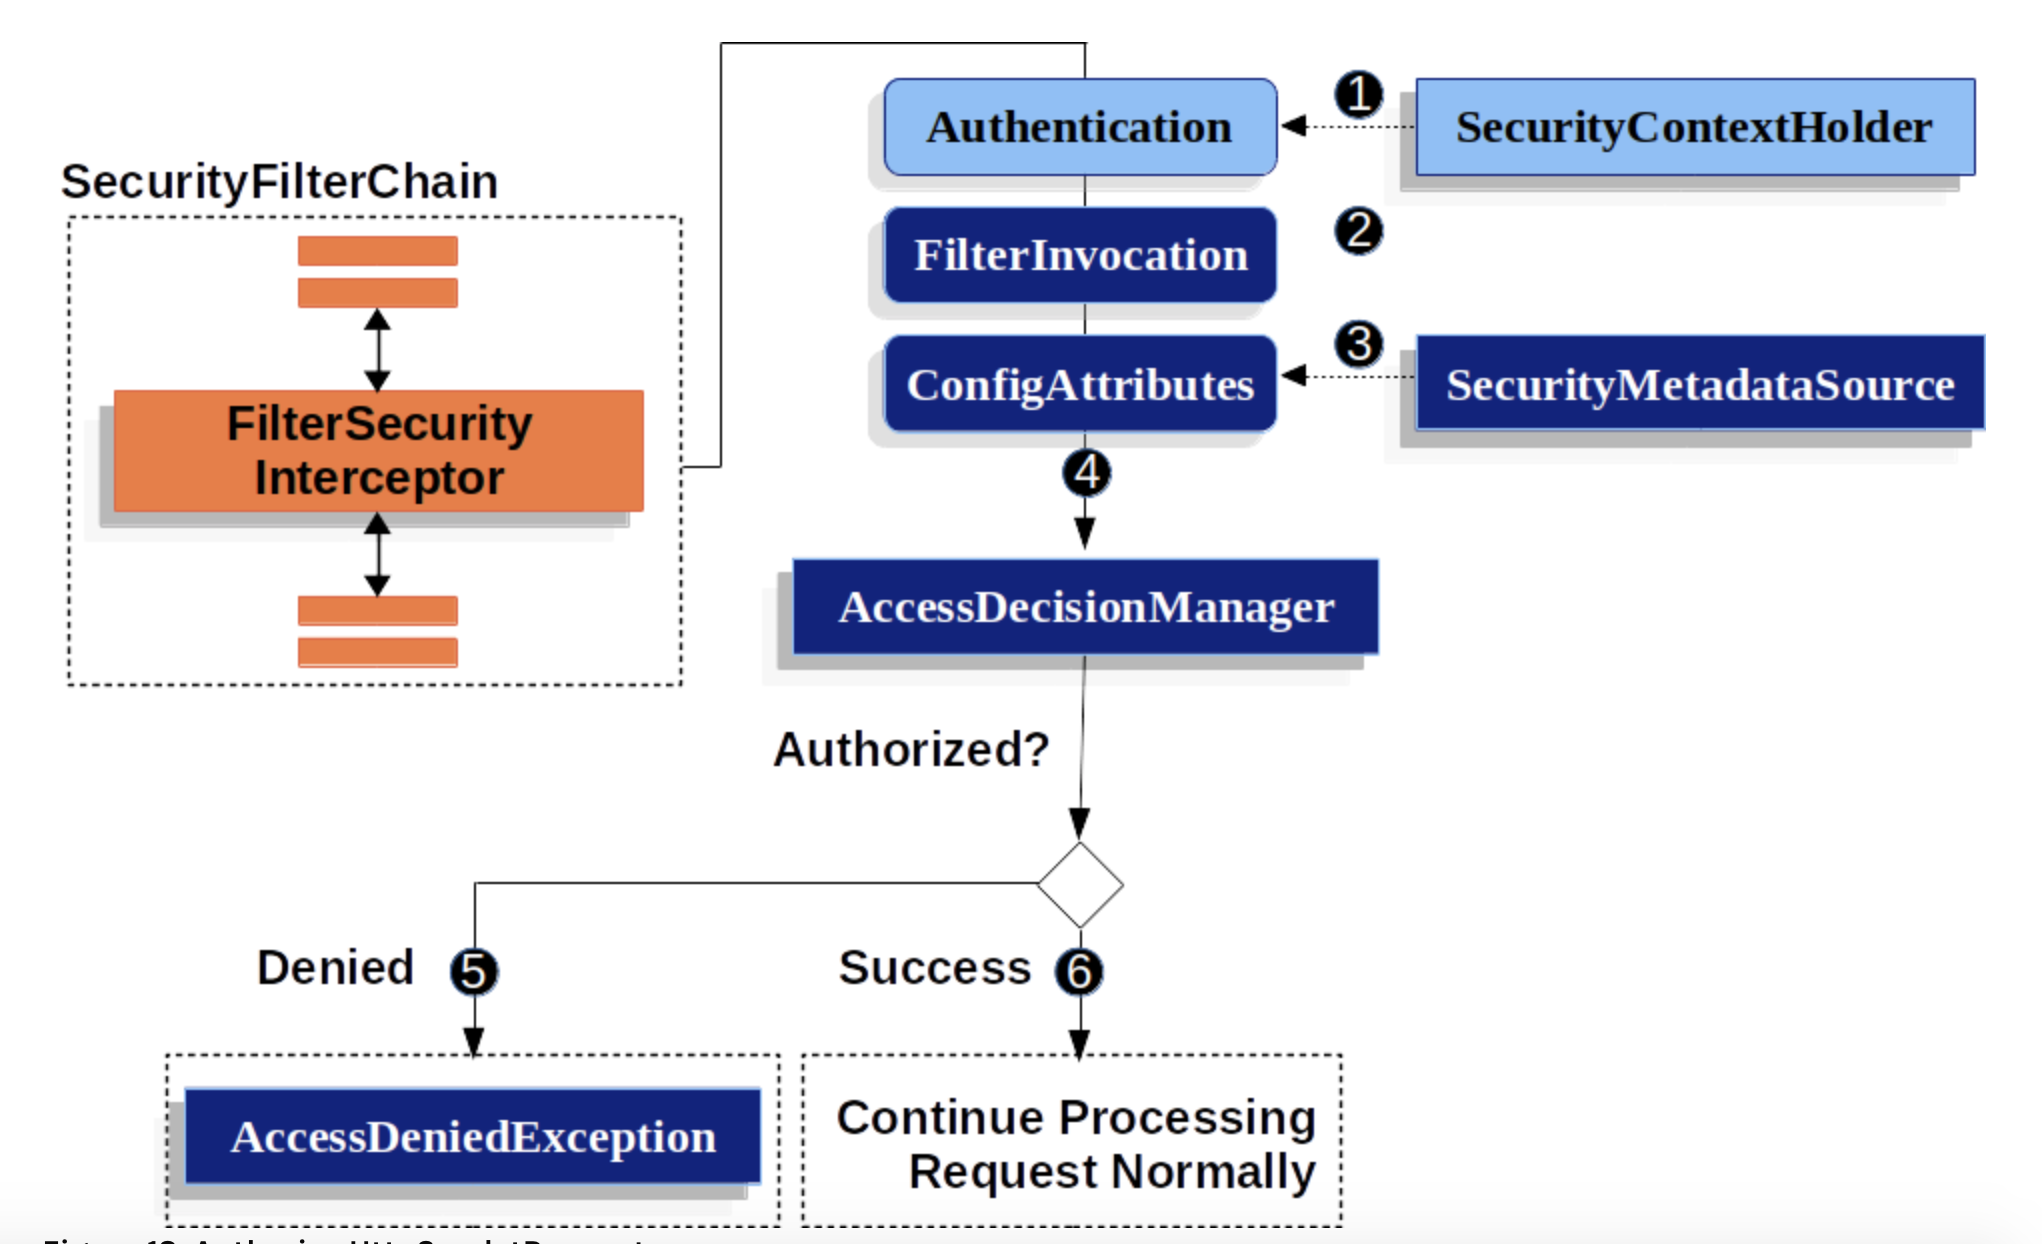 SecurityFilterChain
FilterSecurity
Interceptor
Authentication
1
SecurityContextHolder
FilterInvocation
2
ConfigAttributes
3
SecurityMetadataSource
4
AccessDecisionManager
Authorized?
Denied
5
Success
6
AccessDeniedException
Continue Processing
Request Normally